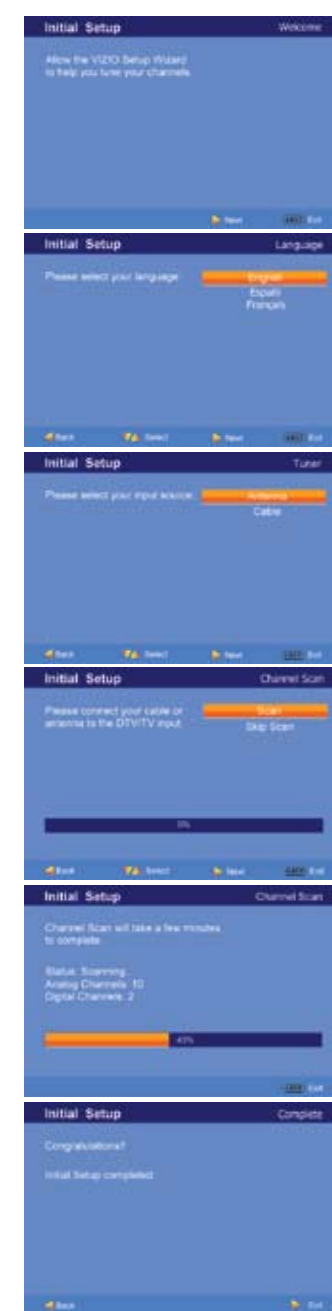 Initial Setup Welcome
Allow the VIZIO Setup Wizard
to help you tune your channels.
Next EXIT Exit
Initial Setup Language
Please select your language. English
Español
Français
Back Select Next EXIT Exit
Initial Setup Tuner
Please select your input source. Antenna
Cable
Back Select Next EXIT Exit
Initial Setup Channel Scan
Please connect your cable or Scan
antenna to the DTV/TV input. Skip Scan
0%
Back Select Next EXIT Exit
Initial Setup Channel Scan
Channel Scan will take a few minutes
to complete.
Status: Scanning...
Analog Channels: 10
Digital Channels: 2
EXIT Exit
Initial Setup Complete
Congratulations!!
Initial Setup completed.
Back Exit